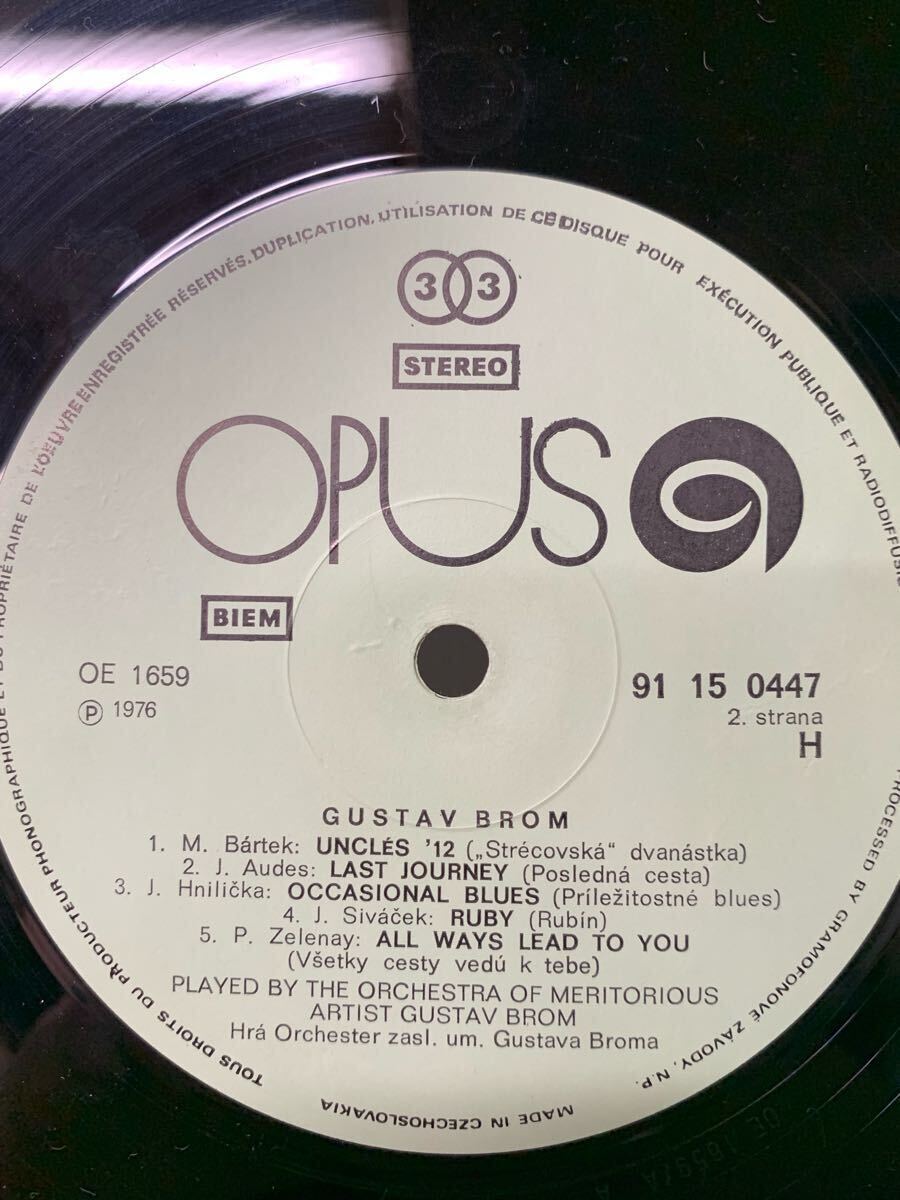 TOUS DROITS DU PRODUCTEUR PHONOGRAPHIQUE ET DU PROPRIÉTAIRE DE L'OEUVRE ENREGISTRÉE RÉSERVÉS. DUPLICATION, UTILISATION DE CE DISQUE POUR EXÉCUTION PUBLIQUE ET RADIODIFFUSI
33
STEREO
OPUS
BIEM
OE 1659
Ⓟ 1976
91 15 0447
2. strana
H
GUSTAV BROM
1. M. Bártek: UNCLÉS '12 („Strécovská" dvanástka)
2. J. Audes: LAST JOURNEY (Posledná cesta)
3. J. Hnilička: OCCASIONAL BLUES (Príležitostné blues)
4. J. Siváček: RUBY (Rubín)
5. P. Zelenay: ALL WAYS LEAD TO YOU
(Všetky cesty vedú k tebe)
PLAYED BY THE ORCHESTRA OF MERITORIOUS
ARTIST GUSTAV BROM
Hrá Orchester zasl. um. Gustava Broma
PROCESSED BY GRAMOFONOVÉ ZÁVODY, N.P.
MADE IN CZECHOSLOVAKIA